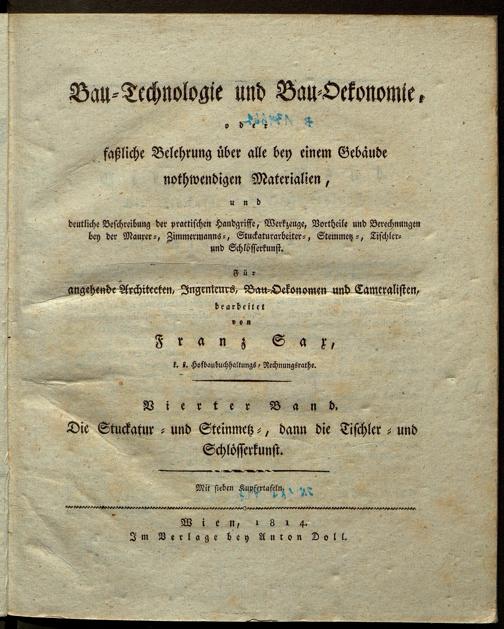 Bau-Technologie und Bau-Oekonomie,
oder
faßliche Belehrung über alle bey einem Gebäude
nothwendigen Materialien,
und
deutliche Beschreibung der practischen Handgriffe, Werkzeuge, Vortheile und Berechnungen
bey der Maurer-, Zimmermanns-, Stuckaturarbeiter-, Steinmetz-, Tischler-
und Schlösserkunst.
Für
angehende Architecten, Ingenieurs, Bau-Oekonomen und Cameralisten,
bearbeitet
von
Franz Sax,
k. k. Hofbaubuchhaltungs-Rechnungsrathe.
Vierter Band.
Die Stuckatur- und Steinmetz-, dann die Tischler- und
Schlösserkunst.
Mit sieben Kupfertafeln.
Wien, 1814.
Im Verlage bey Anton Doll.